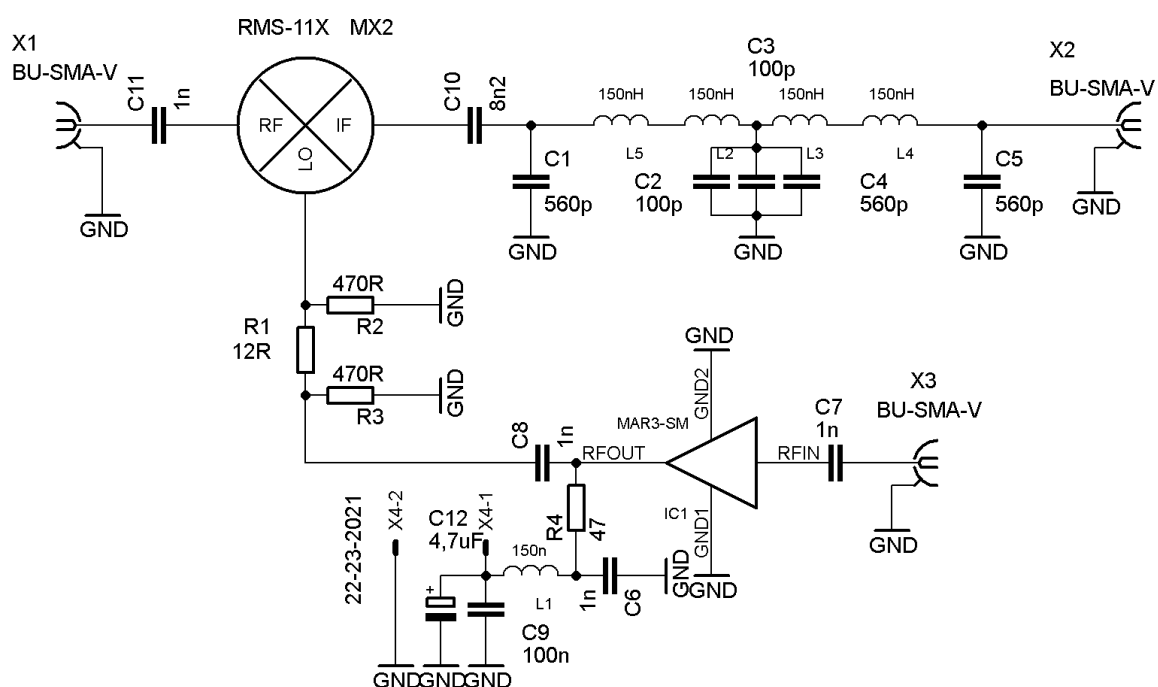 RMS-11X MX2
X1
BU-SMA-V
C11
1n
RF
IF
LO
C10
8n2
C3
100p
X2
BU-SMA-V
150nH
150nH
150nH
150nH
L5
L2
L3
L4
C1
560p
C2
100p
C4
560p
C5
560p
GND
GND
GND
GND
GND
470R
R2
GND
R1
12R
470R
R3
GND
GND
GND2
MAR3-SM
X3
BU-SMA-V
C7
1n
C8
1n
RFOUT
RFIN
IC1
GND1
GND
GND
22-23-2021
X4-2
C12
4,7uF
X4-1
R4
47
150n
L1
1n
C6
GND
+
C9
100n
GND
GND
GND